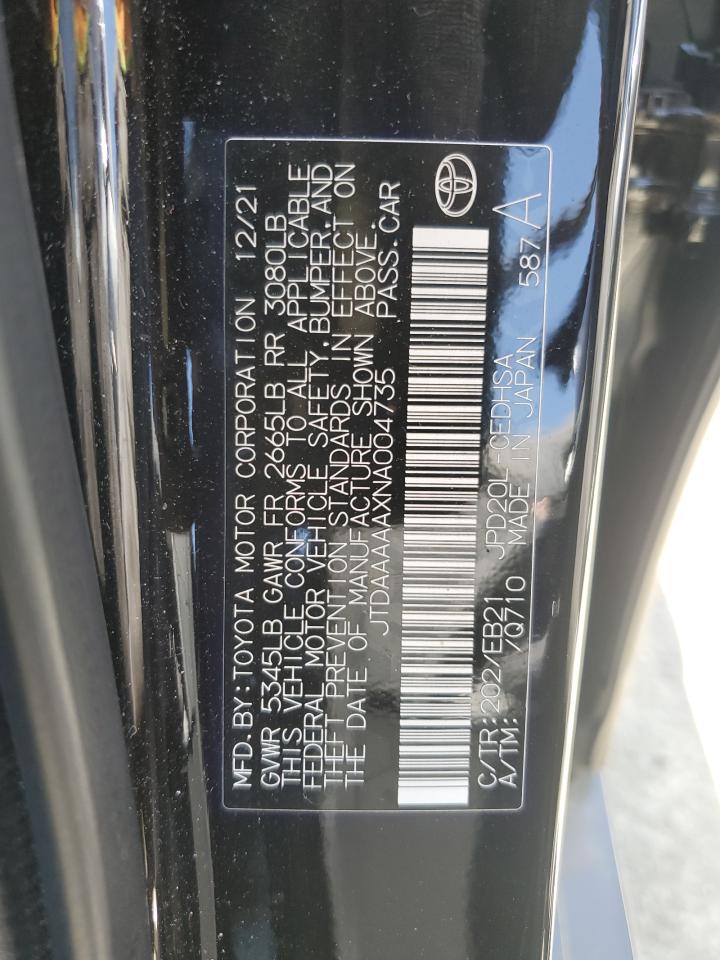 MFD.BY:TOYOTA MOTOR CORPORATION 12/21
GVWR 5345LB GAWR FR 2665LB RR 3080LB
THIS VEHICLE CONFORMS TO ALL APPLICABLE
FEDERAL MOTOR VEHICLE SAFETY,BUMPER,AND
THEFT PREVENTION STANDARDS IN EFFECT ON
THE DATE OF MANUFACTURE SHOWN ABOVE.
JTDAAAAAXNA004735 PASS.CAR
C/TR:202/EB21 JPD20L-CEDHSA
A/TM: /Q710 MADE IN JAPAN 587 A